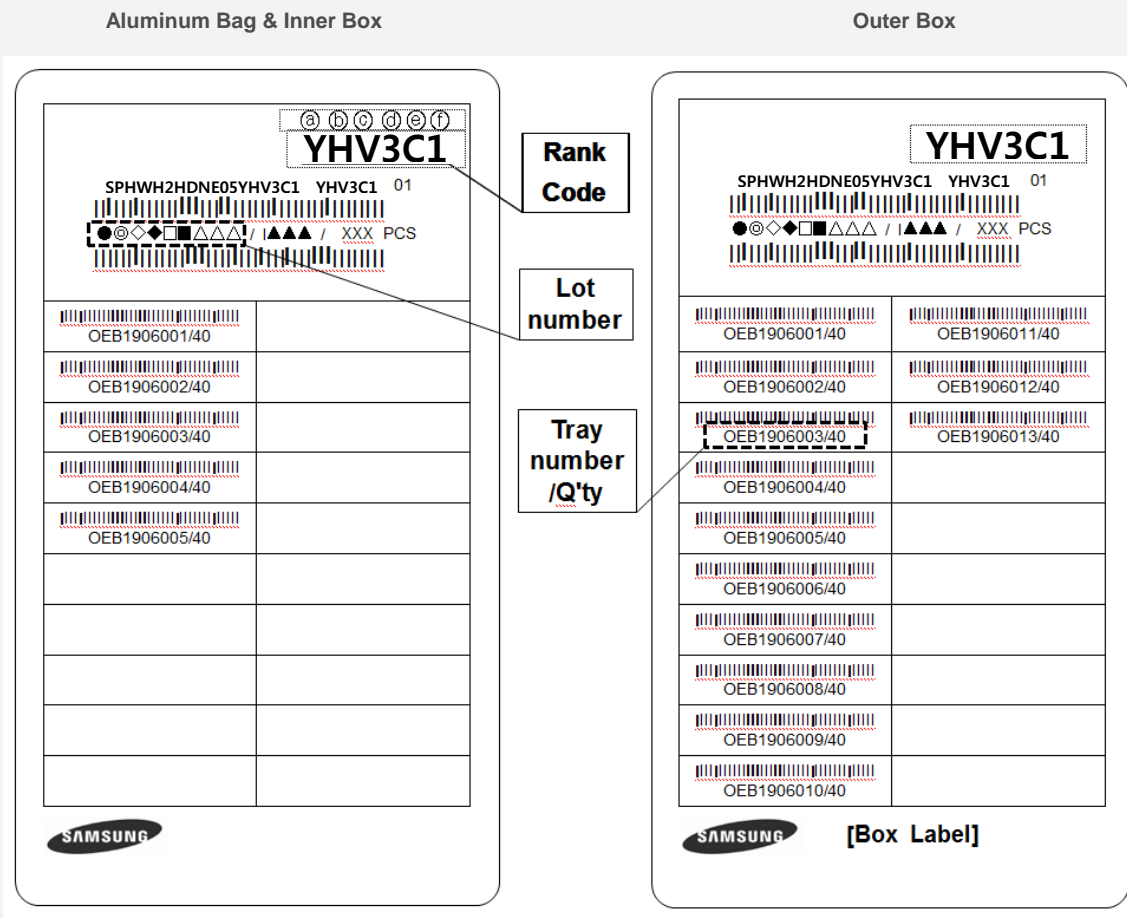 Aluminum Bag & Inner Box
Outer Box
ⓐ ⓑ ⓒ ⓓ ⓔ ⓕ
YHV3C1
SPHWH2HDNE05YHV3C1 YHV3C1 01
●◎◇◆□■△△△ / I▲▲▲ / XXX PCS
OEB1906001/40
OEB1906002/40
OEB1906003/40
OEB1906004/40
OEB1906005/40
SAMSUNG
Rank
Code
Lot
number
Tray
number
/Q'ty
YHV3C1
SPHWH2HDNE05YHV3C1 YHV3C1 01
●◎◇◆□■△△△ / I▲▲▲ / XXX PCS
OEB1906001/40 OEB1906011/40
OEB1906002/40 OEB1906012/40
OEB1906003/40 OEB1906013/40
OEB1906004/40
OEB1906005/40
OEB1906006/40
OEB1906007/40
OEB1906008/40
OEB1906009/40
OEB1906010/40
SAMSUNG [Box Label]